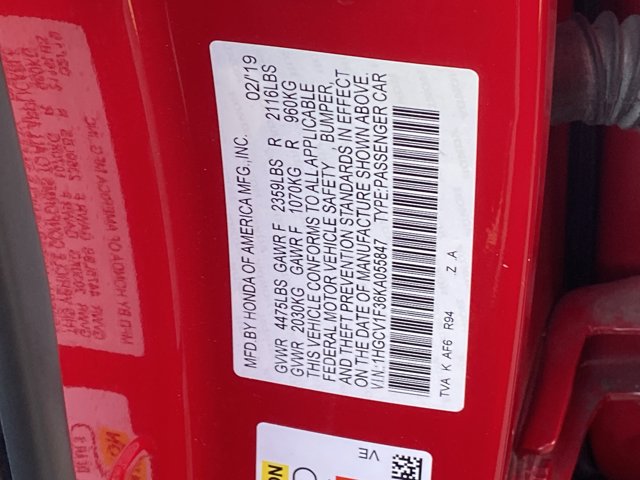 MFD BY HONDA OF AMERICA MFG.,INC. 02/'19
GVWR 4475LBS GAWR F 2359LBS R 2116LBS
GVWR 2030KG GAWR F 1070KG R 960KG
THIS VEHICLE CONFORMS TO ALL APPLICABLE
FEDERAL MOTOR VEHICLE SAFETY BUMPER,
AND THEFT PREVENTION STANDARDS IN EFFECT
ON THE DATE OF MANUFACTURE SHOWN ABOVE.
V.I.N.:1HGCV1F36KA055847 TYPE:PASSENGER CAR
TVA K AF6 R94 Z A
VE